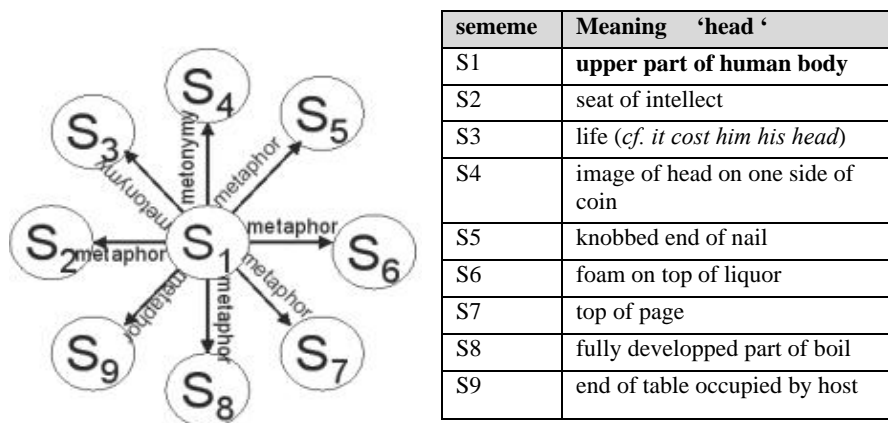 S4
S3
S5
metonymy
metonymy
metaphor
S2
metaphor
S1
metaphor
S6
metaphor
metaphor
metaphor
S9
S8
S7
sememe Meaning ‘head ‘
S1 upper part of human body
S2 seat of intellect
S3 life (cf. it cost him his head)
S4 image of head on one side of
coin
S5 knobbed end of nail
S6 foam on top of liquor
S7 top of page
S8 fully developped part of boil
S9 end of table occupied by host